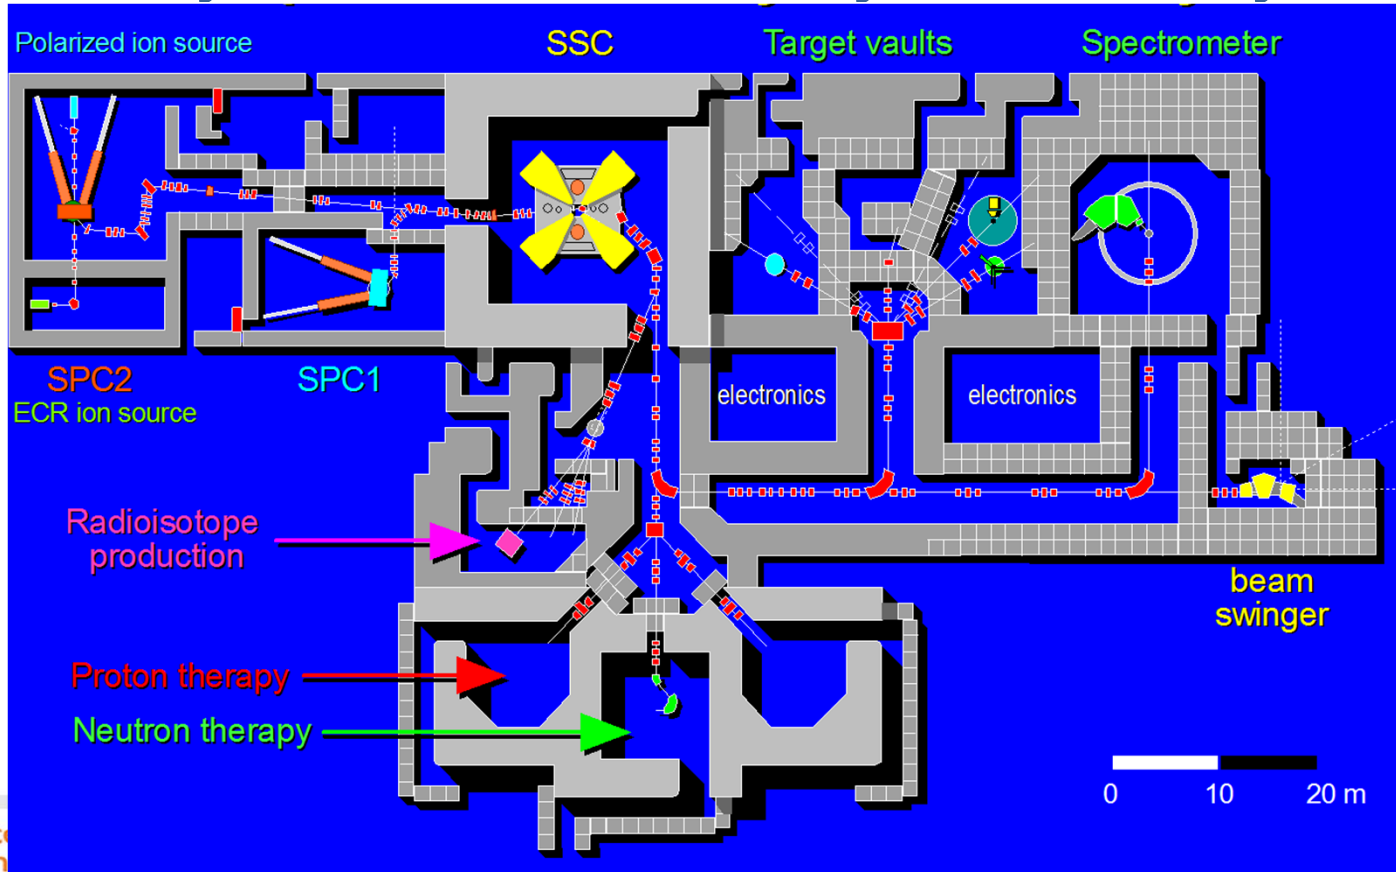 Polarized ion source
SSC
Target vaults
Spectrometer
SPC2
ECR ion source
SPC1
electronics
electronics
Radioisotope
production
beam
swinger
Proton therapy
Neutron therapy
0 10 20 m